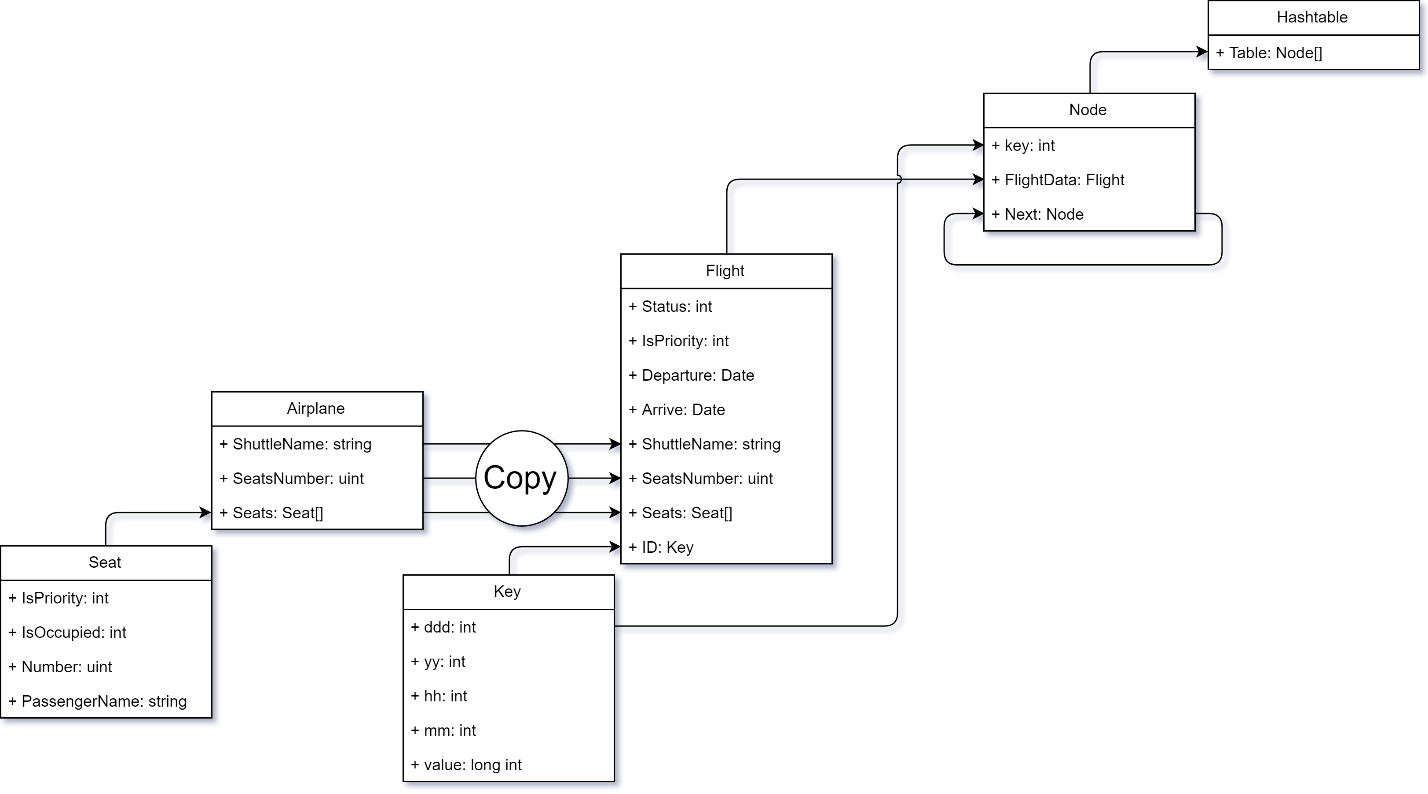 Hashtable
+ Table: Node[]
Node
+ key: int
+ FlightData: Flight
+ Next: Node
Flight
+ Status: int
+ IsPriority: int
+ Departure: Date
+ Arrive: Date
+ ShuttleName: string
+ SeatsNumber: uint
+ Seats: Seat[]
+ ID: Key
Airplane
+ ShuttleName: string
+ SeatsNumber: uint
+ Seats: Seat[]
Copy
Seat
+ IsPriority: int
+ IsOccupied: int
+ Number: uint
+ PassengerName: string
Key
+ ddd: int
+ yy: int
+ hh: int
+ mm: int
+ value: long int